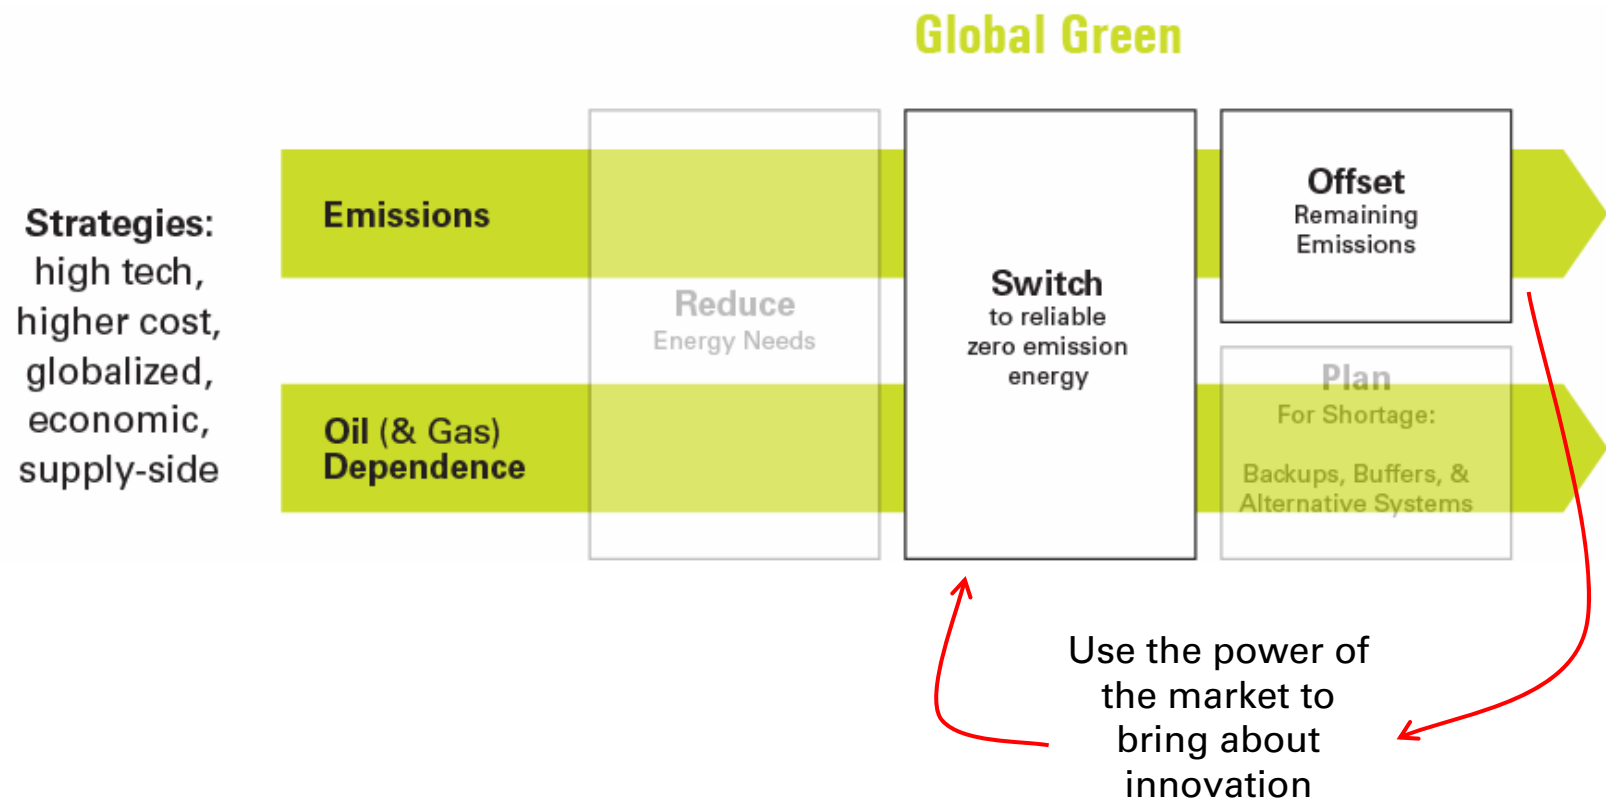 Global Green
Strategies:
high tech,
higher cost,
globalized,
economic,
supply-side
Emissions
Oil (& Gas)
Dependence
Reduce
Energy Needs
Switch
to reliable
zero emission
energy
Offset
Remaining
Emissions
Plan
For Shortage:
Backups, Buffers, &
Alternative Systems
Use the power of
the market to
bring about
innovation